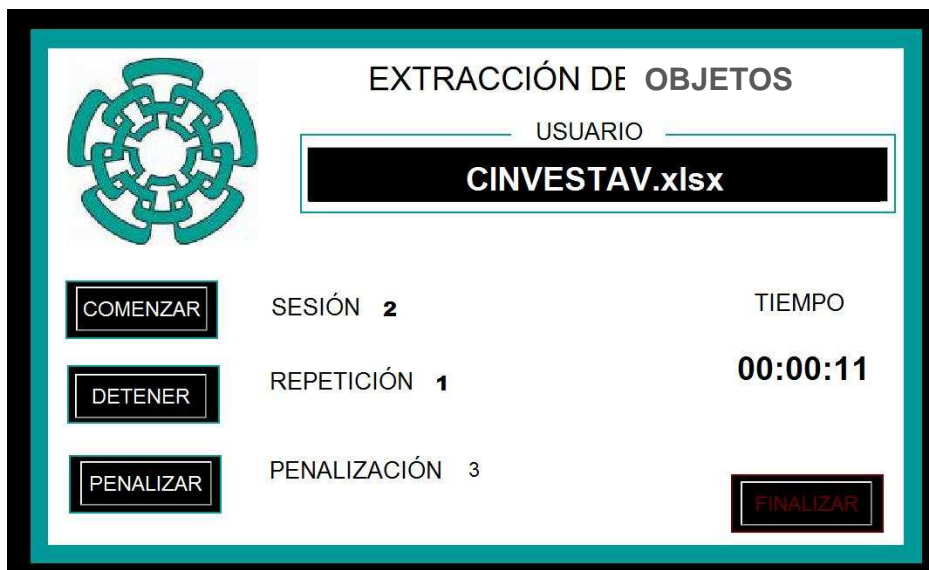 EXTRACCIÓN DE OBJETOS
USUARIO
CINVESTAV.xlsx
COMENZAR
SESIÓN 2
TIEMPO
DETENER
REPETICIÓN 1
00:00:11
PENALIZAR
PENALIZACIÓN 3
FINALIZAR